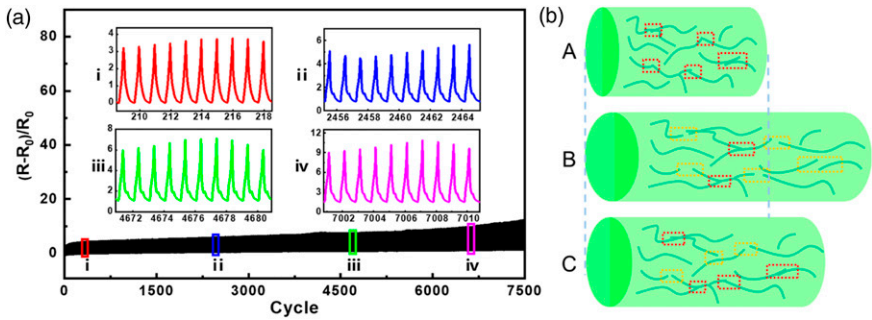 (a)
(b)
(R-R₀)/R₀
80
60
40
20
0
0 1500 3000 4500 6000 7500
Cycle
i
4
3
2
1
0
210 212 214 216 218
ii
6
4
2
0
2456 2458 2460 2462 2464
iii
8
6
4
2
0
4672 4674 4676 4678 4680
iv
12
9
6
3
0
7002 7004 7006 7008 7010
i ii iii iv
A
B
C